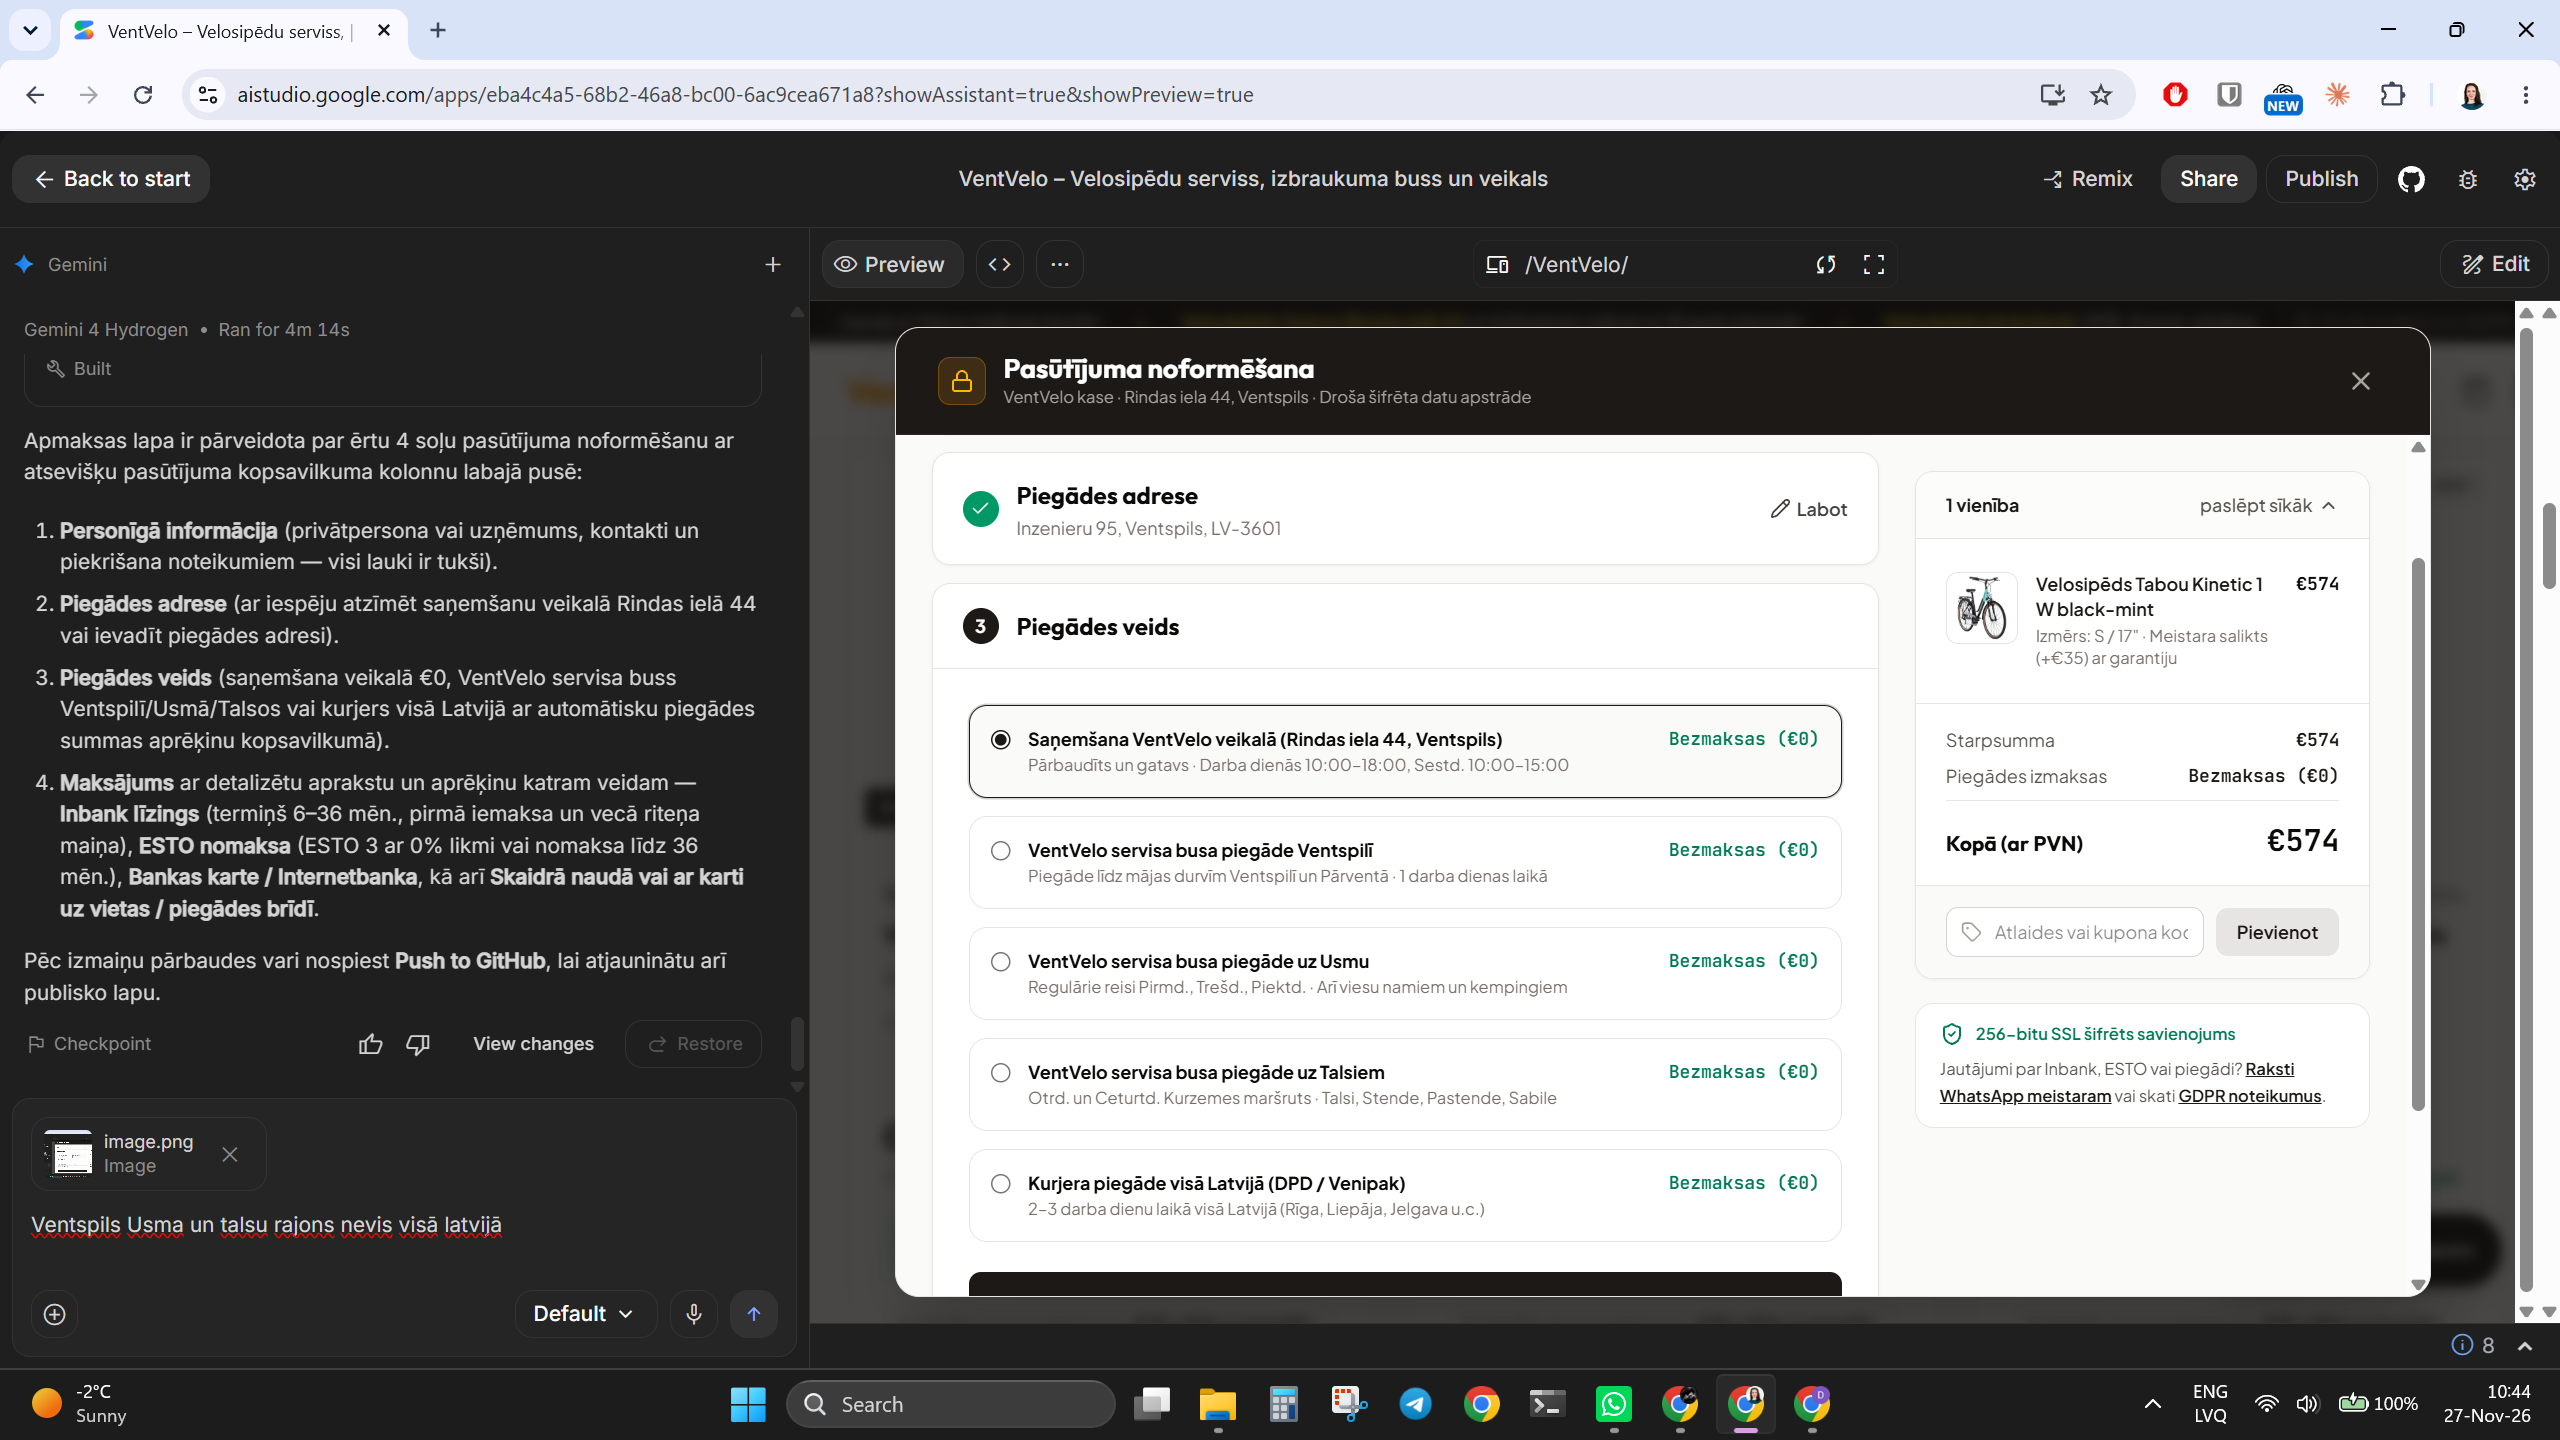 VentVelo – Velosipēdu serviss,
aistudio.google.com/apps/eba4c4a5-68b2-46a8-bc00-6ac9cea671a8?showAssistant=true&showPreview=true
NEW
Back to start
VentVelo – Velosipēdu serviss, izbraukuma buss un veikals
Remix
Share
Publish
Gemini
Preview
/VentVelo/
Edit
Gemini 4 Hydrogen • Ran for 4m 14s
Built
Apmaksas lapa ir pārveidota par ērtu 4 soļu pasūtījuma noformēšanu ar
atsevišķu pasūtījuma kopsavilkuma kolonnu labajā pusē:
1. Personīgā informācija (privātpersona vai uzņēmums, kontakti un
piekrišana noteikumiem — visi lauki ir tukši).
2. Piegādes adrese (ar iespēju atzīmēt saņemšanu veikalā Rindas ielā 44
vai ievadīt piegādes adresi).
3. Piegādes veids (saņemšana veikalā €0, VentVelo servisa buss
Ventspilī/Usmā/Talsos vai kurjers visā Latvijā ar automātisku piegādes
summas aprēķinu kopsavilkumā).
4. Maksājums ar detalizētu aprakstu un aprēķinu katram veidam —
Inbank līzings (termiņš 6–36 mēn., pirmā iemaksa un vecā riteņa
maiņa), ESTO nomaksa (ESTO 3 ar 0% likmi vai nomaksa līdz 36
mēn.), Bankas karte / Internetbanka, kā arī Skaidrā naudā vai ar karti
uz vietas / piegādes brīdī.
Pēc izmaiņu pārbaudes vari nospiest Push to GitHub, lai atjauninātu arī
publisko lapu.
Checkpoint
View changes
Restore
image.png
Image
Ventspils Usma un talsu rajons nevis visā latvijā
Default
Pasūtījuma noformēšana
VentVelo kase · Rindas iela 44, Ventspils · Droša šifrēta datu apstrāde
Piegādes adrese
Inzenieru 95, Ventspils, LV-3601
Labot
3
Piegādes veids
Saņemšana VentVelo veikalā (Rindas iela 44, Ventspils)
Bezmaksas (€0)
Pārbaudīts un gatavs · Darba dienās 10:00–18:00, Sestd. 10:00–15:00
VentVelo servisa busa piegāde Ventspilī
Bezmaksas (€0)
Piegāde līdz mājas durvīm Ventspilī un Pārventā · 1 darba dienas laikā
VentVelo servisa busa piegāde uz Usmu
Bezmaksas (€0)
Regulārie reisi Pirmd., Trešd., Piektd. · Arī viesu namiem un kempingiem
VentVelo servisa busa piegāde uz Talsiem
Bezmaksas (€0)
Otrd. un Ceturtd. Kurzemes maršruts · Talsi, Stende, Pastende, Sabile
Kurjera piegāde visā Latvijā (DPD / Venipak)
Bezmaksas (€0)
2–3 darba dienu laikā visā Latvijā (Rīga, Liepāja, Jelgava u.c.)
1 vienība
paslēpt sīkāk
Velosipēds Tabou Kinetic 1
W black-mint
€574
Izmērs: S / 17" · Meistara salikts
(+€35) ar garantiju
Starpsumma
€574
Piegādes izmaksas
Bezmaksas (€0)
Kopā (ar PVN)
€574
Atlaides vai kupona koc
Pievienot
256-bitu SSL šifrēts savienojums
Jautājumi par Inbank, ESTO vai piegādi? Raksti
WhatsApp meistaram vai skati GDPR noteikumus.
8
-2°C
Sunny
Search
ENG
LVQ
100%
10:44
27-Nov-26